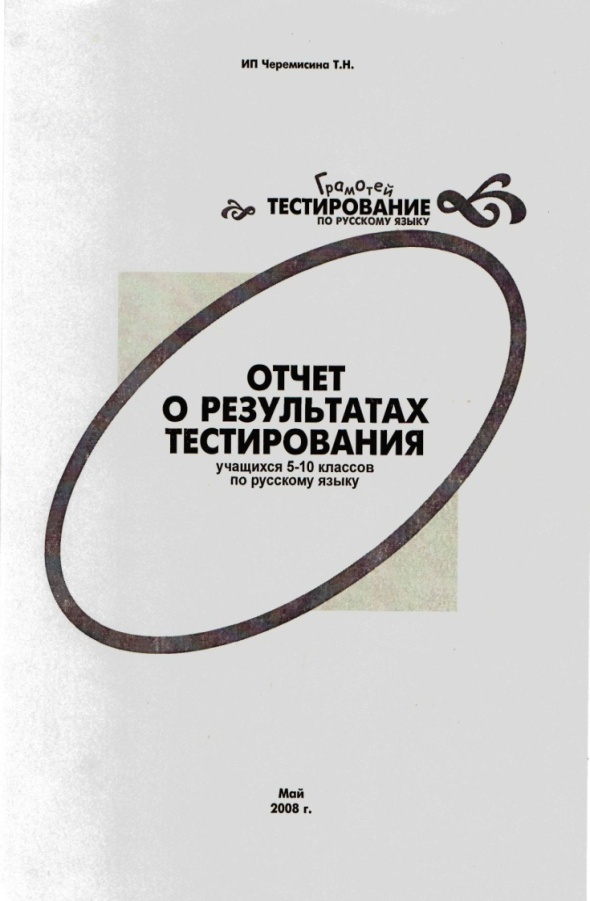 ИП Черемисина Т.Н.
Грамотей
ТЕСТИРОВАНИЕ
ПО РУССКОМУ ЯЗЫКУ
ОТЧЕТ
О РЕЗУЛЬТАТАХ
ТЕСТИРОВАНИЯ
учащихся 5-10 классов
по русскому языку
Май
2008 г.